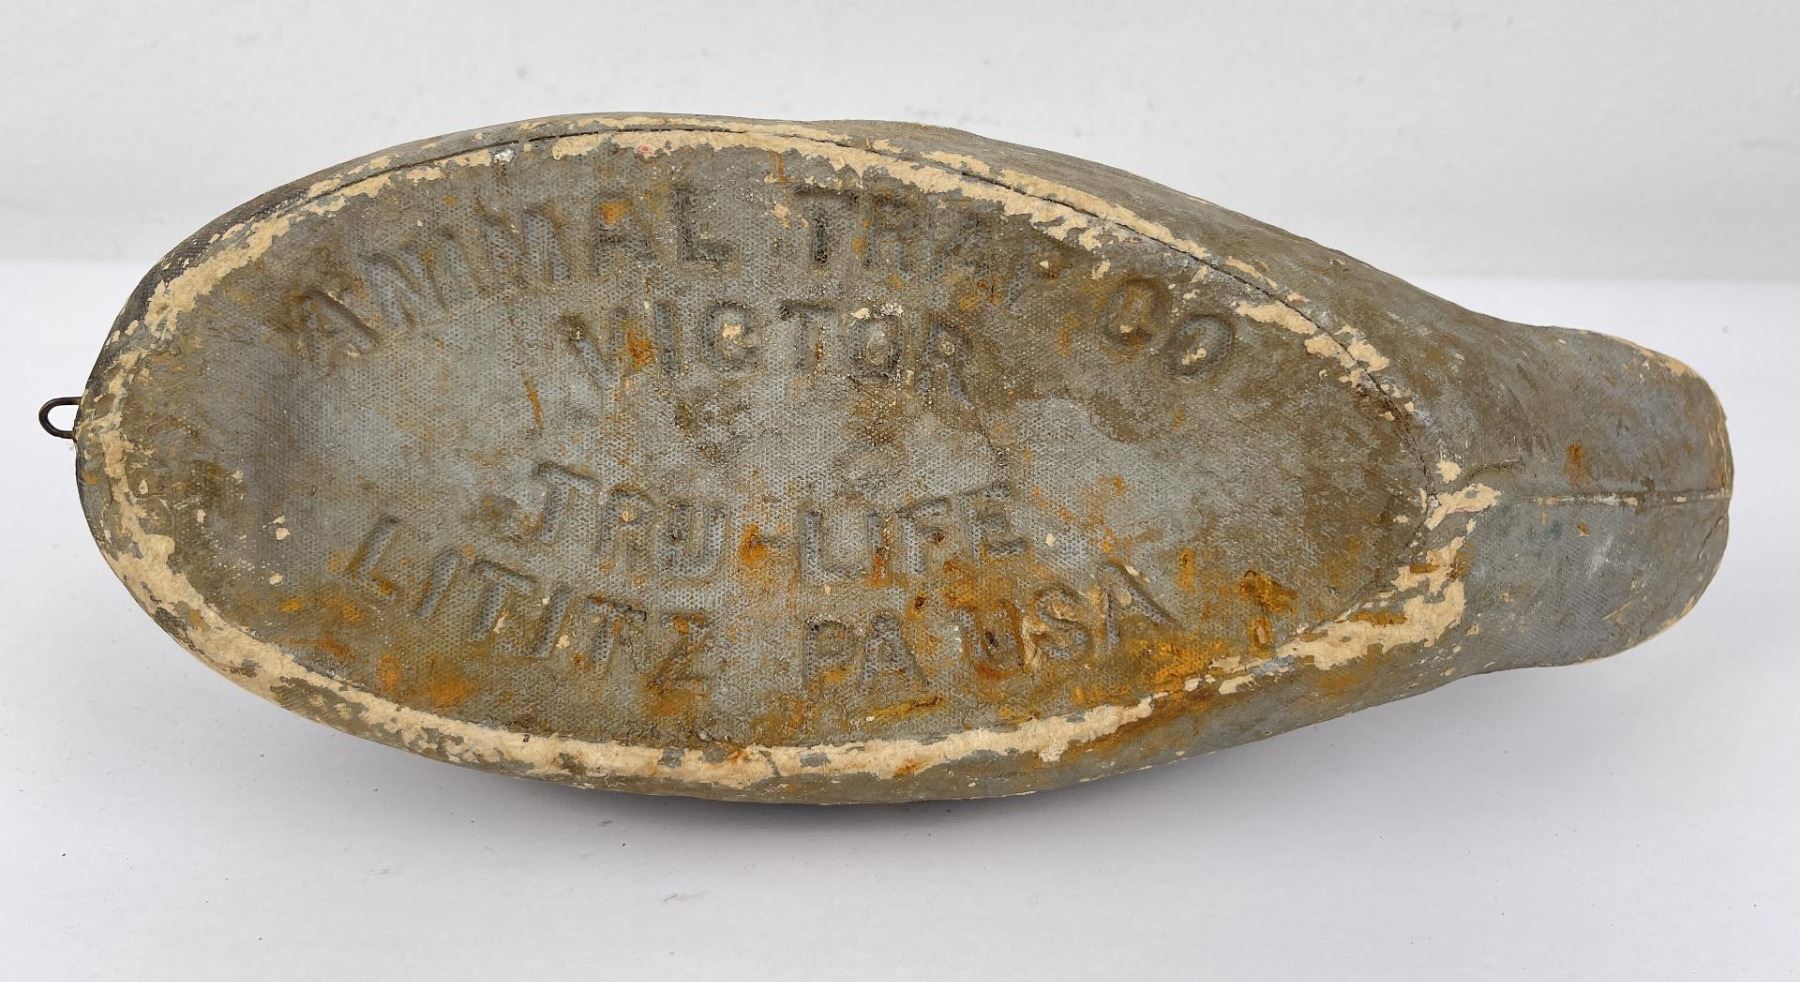 ANIMAL TRAP CO
VICTOR
TRU-LIFE
LITITZ PA USA